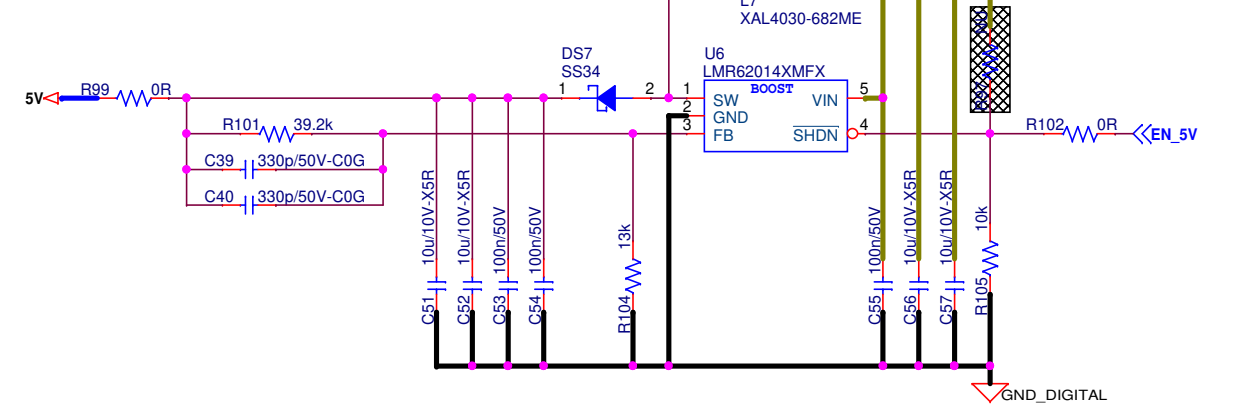 L7
XAL4030-682ME
DS7
SS34
U6
LMR62014XMFX
BOOST
5V
R99
0R
1
2
1
SW
VIN
5
2
GND
3
FB
SHDN
4
R101
39.2k
R102
0R
EN_5V
C39
330p/50V-C0G
C40
330p/50V-C0G
10u/10V-X5R
10u/10V-X5R
100n/50V
100n/50V
13k
100n/50V
10u/10V-X5R
10u/10V-X5R
10k
C51
C52
C53
C54
R104
C55
C56
C57
R105
GND_DIGITAL